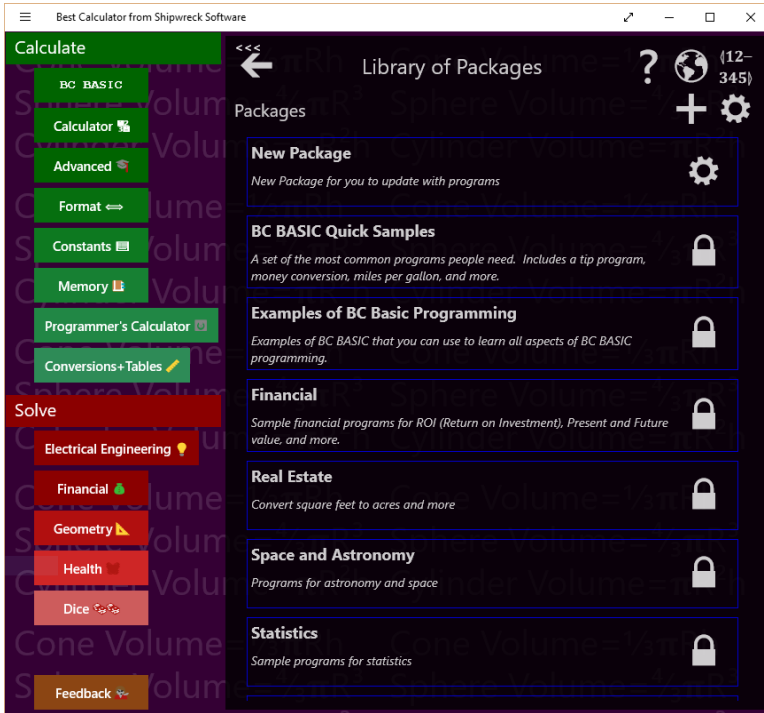 Best Calculator from Shipwreck Software
Calculate
BC BASIC
Calculator
Advanced
Format
Constants
Memory
Programmer's Calculator
Conversions+Tables
Solve
Electrical Engineering
Financial
Geometry
Health
Dice
Feedback
<<<
Library of Packages
?
(12-
345)
Packages
New Package
New Package for you to update with programs
BC BASIC Quick Samples
A set of the most common programs people need. Includes a tip program,
money conversion, miles per gallon, and more.
Examples of BC Basic Programming
Examples of BC BASIC that you can use to learn all aspects of BC BASIC
programming.
Financial
Sample financial programs for ROI (Return on Investment), Present and Future
value, and more.
Real Estate
Convert square feet to acres and more
Space and Astronomy
Programs for astronomy and space
Statistics
Sample programs for statistics